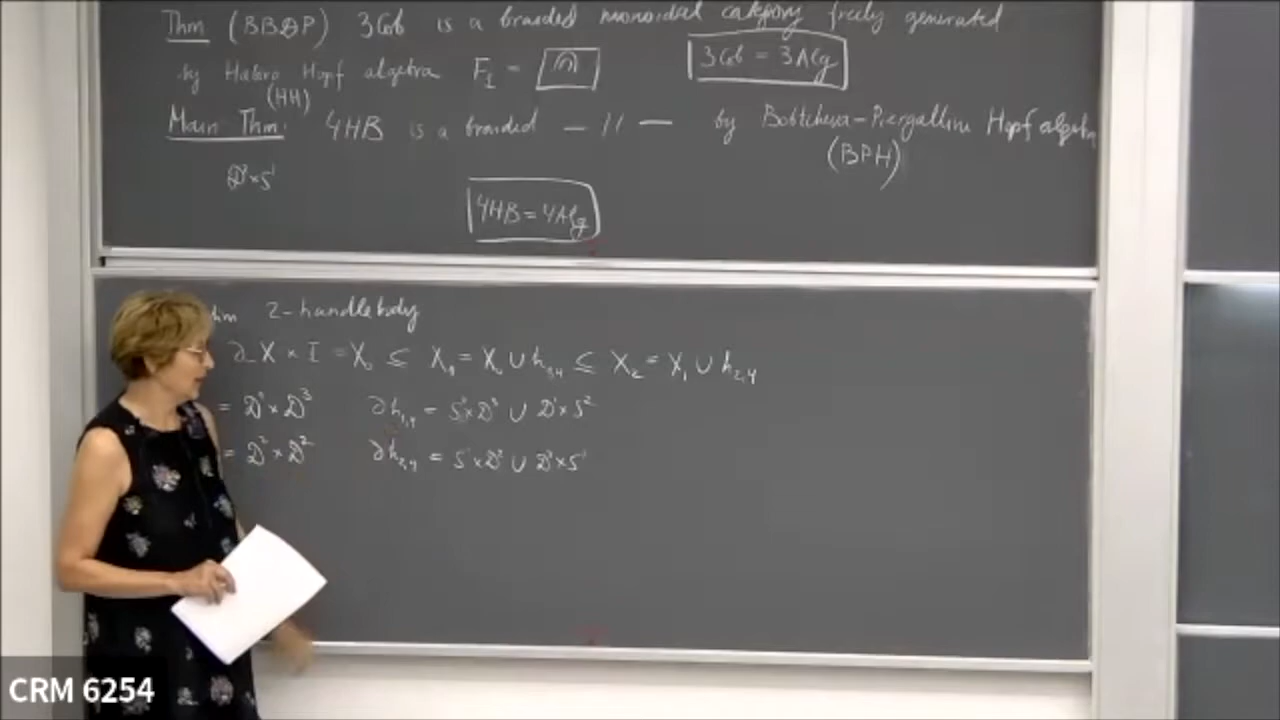 Thm (BBDP) 3Cob is a braided monoidal category freely generated
by Habiro Hopf algebra F_I = 3Cob = 3Alg
(HH)
Main Thm: 4HB is a braided — // — by Bobtcheva-Piergallini Hopf algebra
(BPH)
D²×S¹
4HB = 4Alg
2-handlebody
∂_X × I = X₀ ≤ X₁ = X₀ ∪ h₁,₄ ≤ X₂ = X₁ ∪ h₂,₄
= D¹×D³ ∂h₁,₄ = S⁰×D³ ∪ D¹×S²
= D²×D² ∂h₂,₄ = S¹×D² ∪ D²×S¹
CRM 6254